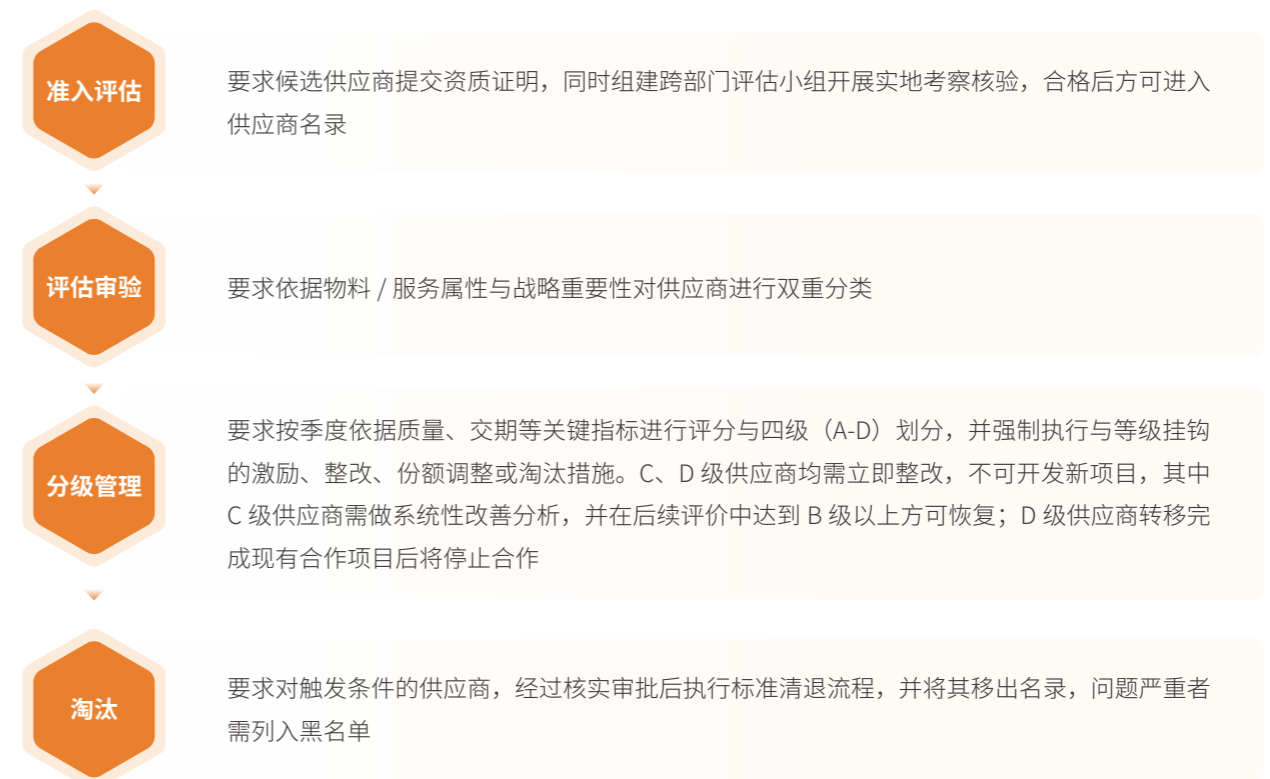 准入评估
要求候选供应商提交资质证明，同时组建跨部门评估小组开展实地考察核验，合格后方可进入
供应商名录
评估审验
要求依据物料 / 服务属性与战略重要性对供应商进行双重分类
分级管理
要求按季度依据质量、交期等关键指标进行评分与四级（A-D）划分，并强制执行与等级挂钩
的激励、整改、份额调整或淘汰措施。C、D 级供应商均需立即整改，不可开发新项目，其中
C 级供应商需做系统性改善分析，并在后续评价中达到 B 级以上方可恢复；D 级供应商转移完
成现有合作项目后将停止合作
淘汰
要求对触发条件的供应商，经过核实审批后执行标准清退流程，并将其移出名录，问题严重者
需列入黑名单